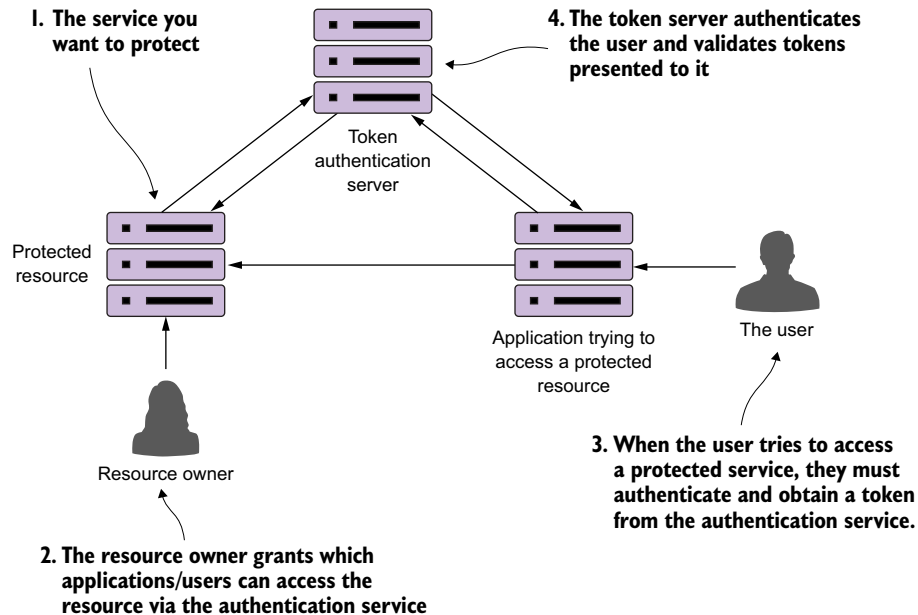 1. The service you
want to protect
4. The token server authenticates
the user and validates tokens
presented to it
Token
authentication
server
Protected
resource
Application trying to
access a protected
resource
The user
Resource owner
3. When the user tries to access
a protected service, they must
authenticate and obtain a token
from the authentication service.
2. The resource owner grants which
applications/users can access the
resource via the authentication service